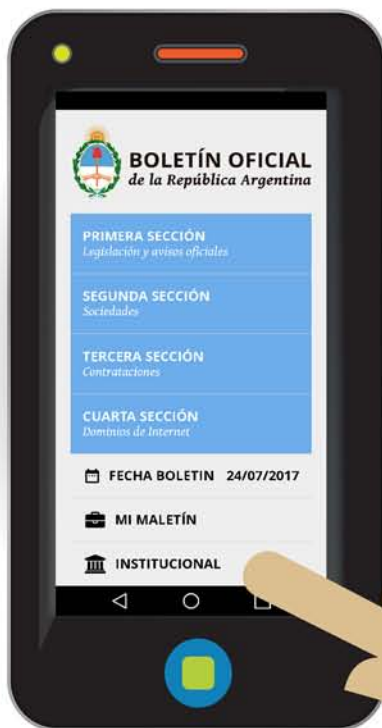 BOLETÍN OFICIAL
de la República Argentina
PRIMERA SECCIÓN
Legislación y avisos oficiales
SEGUNDA SECCIÓN
Sociedades
TERCERA SECCIÓN
Contrataciones
CUARTA SECCIÓN
Dominios de Internet
FECHA BOLETIN 24/07/2017
MI MALETÍN
INSTITUCIONAL